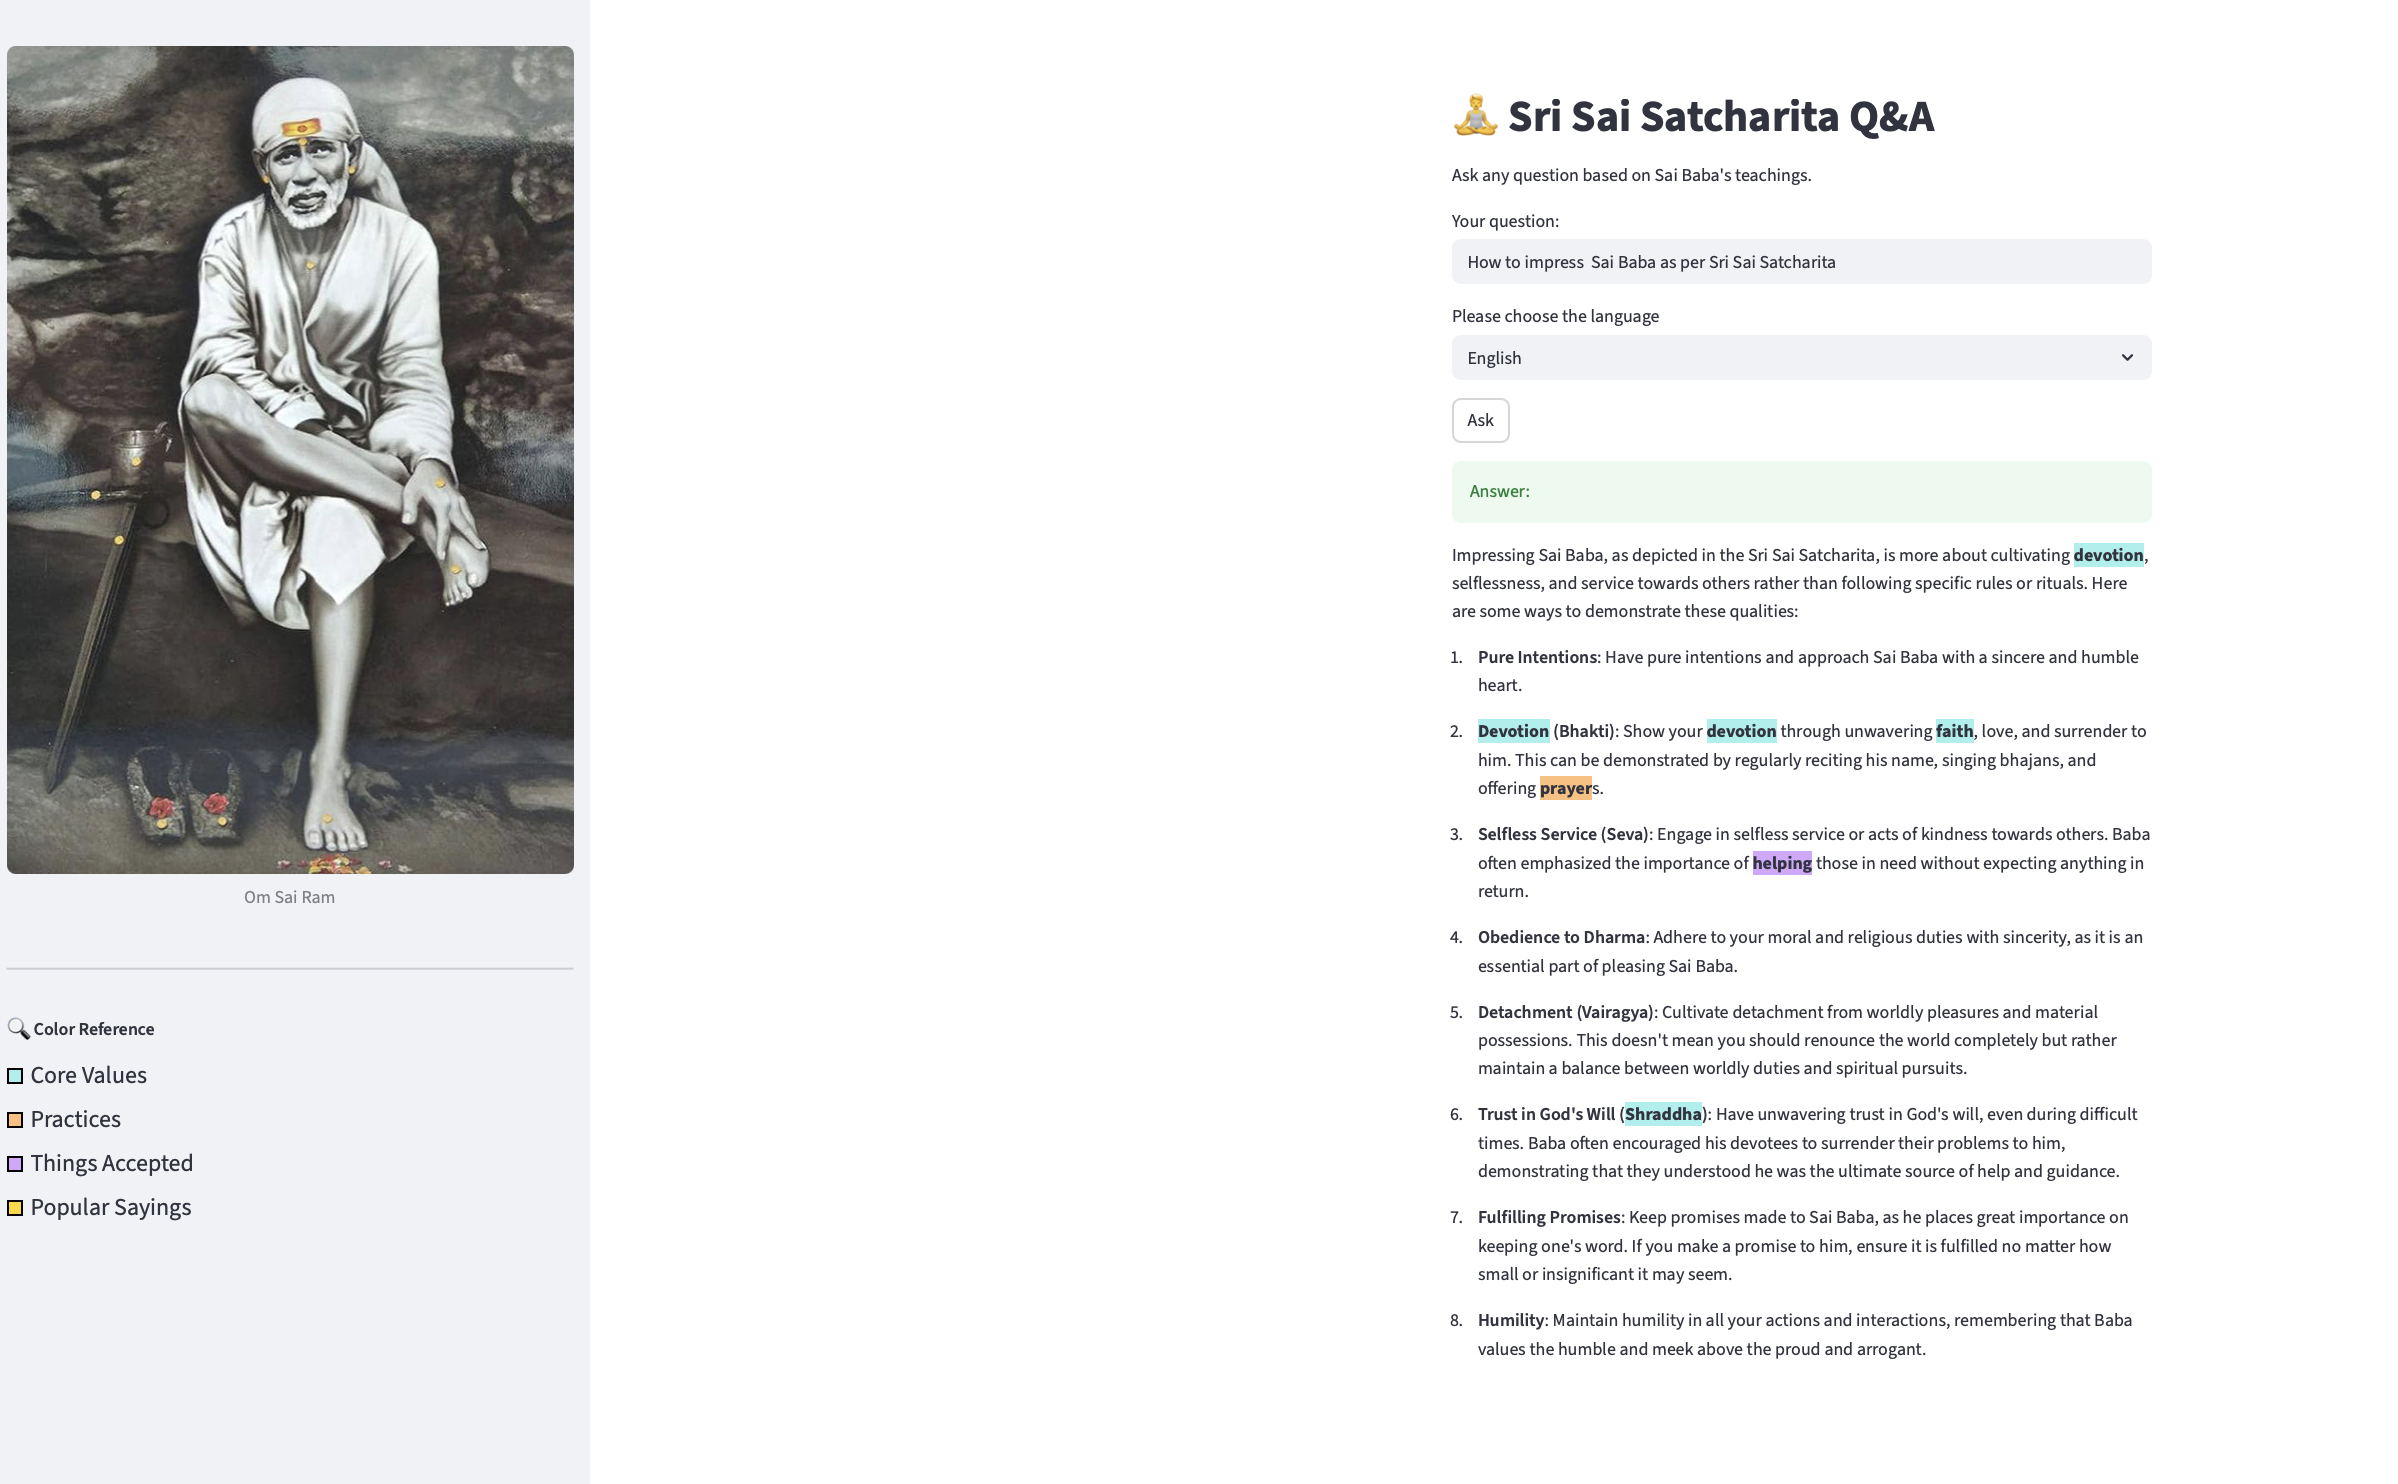 Om Sai Ram
🔍 Color Reference
Core Values
Practices
Things Accepted
Popular Sayings
🧘 Sri Sai Satcharita Q&A
Ask any question based on Sai Baba's teachings.
Your question:
How to impress  Sai Baba as per Sri Sai Satcharita
Please choose the language
English
Ask
Answer:
Impressing Sai Baba, as depicted in the Sri Sai Satcharita, is more about cultivating devotion,
selflessness, and service towards others rather than following specific rules or rituals. Here
are some ways to demonstrate these qualities:
1. Pure Intentions: Have pure intentions and approach Sai Baba with a sincere and humble
heart.
2. Devotion (Bhakti): Show your devotion through unwavering faith, love, and surrender to
him. This can be demonstrated by regularly reciting his name, singing bhajans, and
offering prayers.
3. Selfless Service (Seva): Engage in selfless service or acts of kindness towards others. Baba
often emphasized the importance of helping those in need without expecting anything in
return.
4. Obedience to Dharma: Adhere to your moral and religious duties with sincerity, as it is an
essential part of pleasing Sai Baba.
5. Detachment (Vairagya): Cultivate detachment from worldly pleasures and material
possessions. This doesn't mean you should renounce the world completely but rather
maintain a balance between worldly duties and spiritual pursuits.
6. Trust in God's Will (Shraddha): Have unwavering trust in God's will, even during difficult
times. Baba often encouraged his devotees to surrender their problems to him,
demonstrating that they understood he was the ultimate source of help and guidance.
7. Fulfilling Promises: Keep promises made to Sai Baba, as he places great importance on
keeping one's word. If you make a promise to him, ensure it is fulfilled no matter how
small or insignificant it may seem.
8. Humility: Maintain humility in all your actions and interactions, remembering that Baba
values the humble and meek above the proud and arrogant.